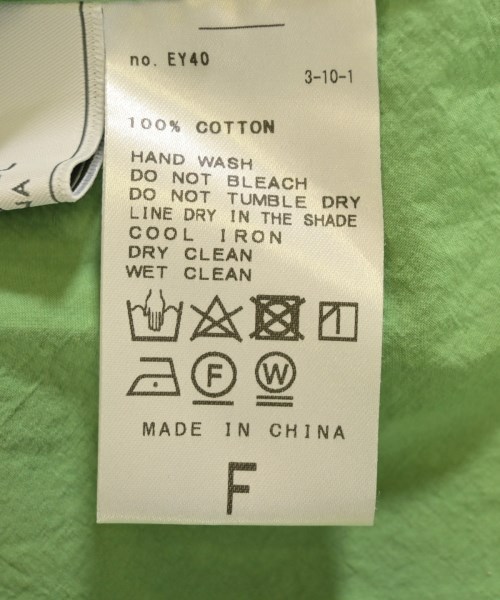 no. EY40
3-10-1
100% COTTON
HAND WASH
DO NOT BLEACH
DO NOT TUMBLE DRY
LINE DRY IN THE SHADE
COOL IRON
DRY CLEAN
WET CLEAN
F
W
MADE IN CHINA
F
NA